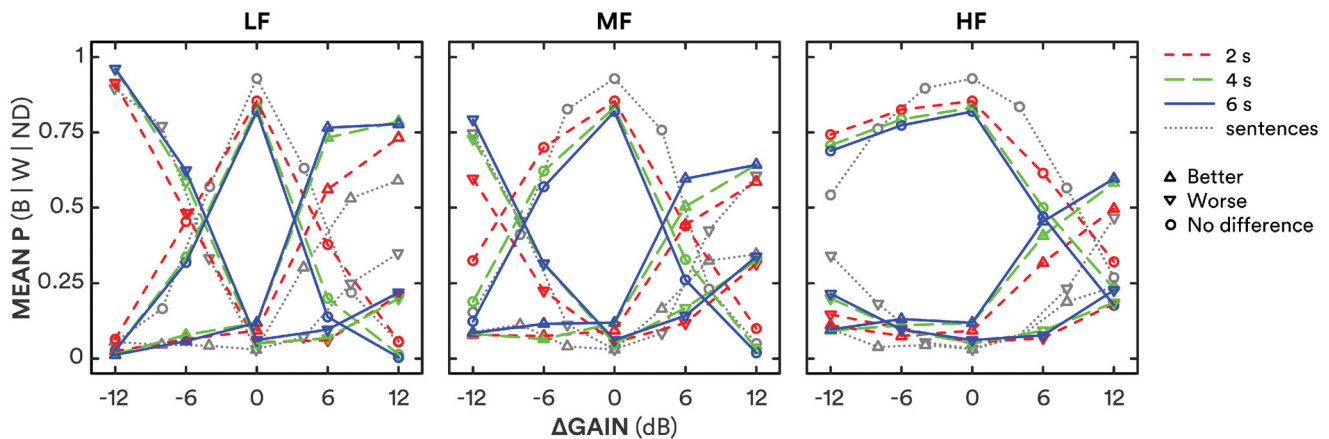 LF
MF
HF
MEAN P (B | W | ND)
1
0.75
0.5
0.25
0
-12 -6 0 6 12
-12 -6 0 6 12
-12 -6 0 6 12
ΔGAIN (dB)
2 s
4 s
6 s
sentences
Better
Worse
No difference